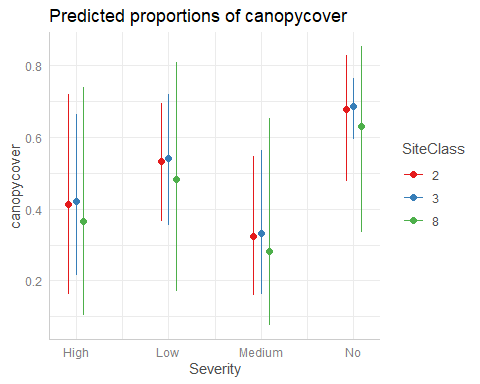 Predicted proportions of canopycover
0.8
0.6
0.4
0.2
canopycover
High Low Medium No
Severity
SiteClass
2
3
8